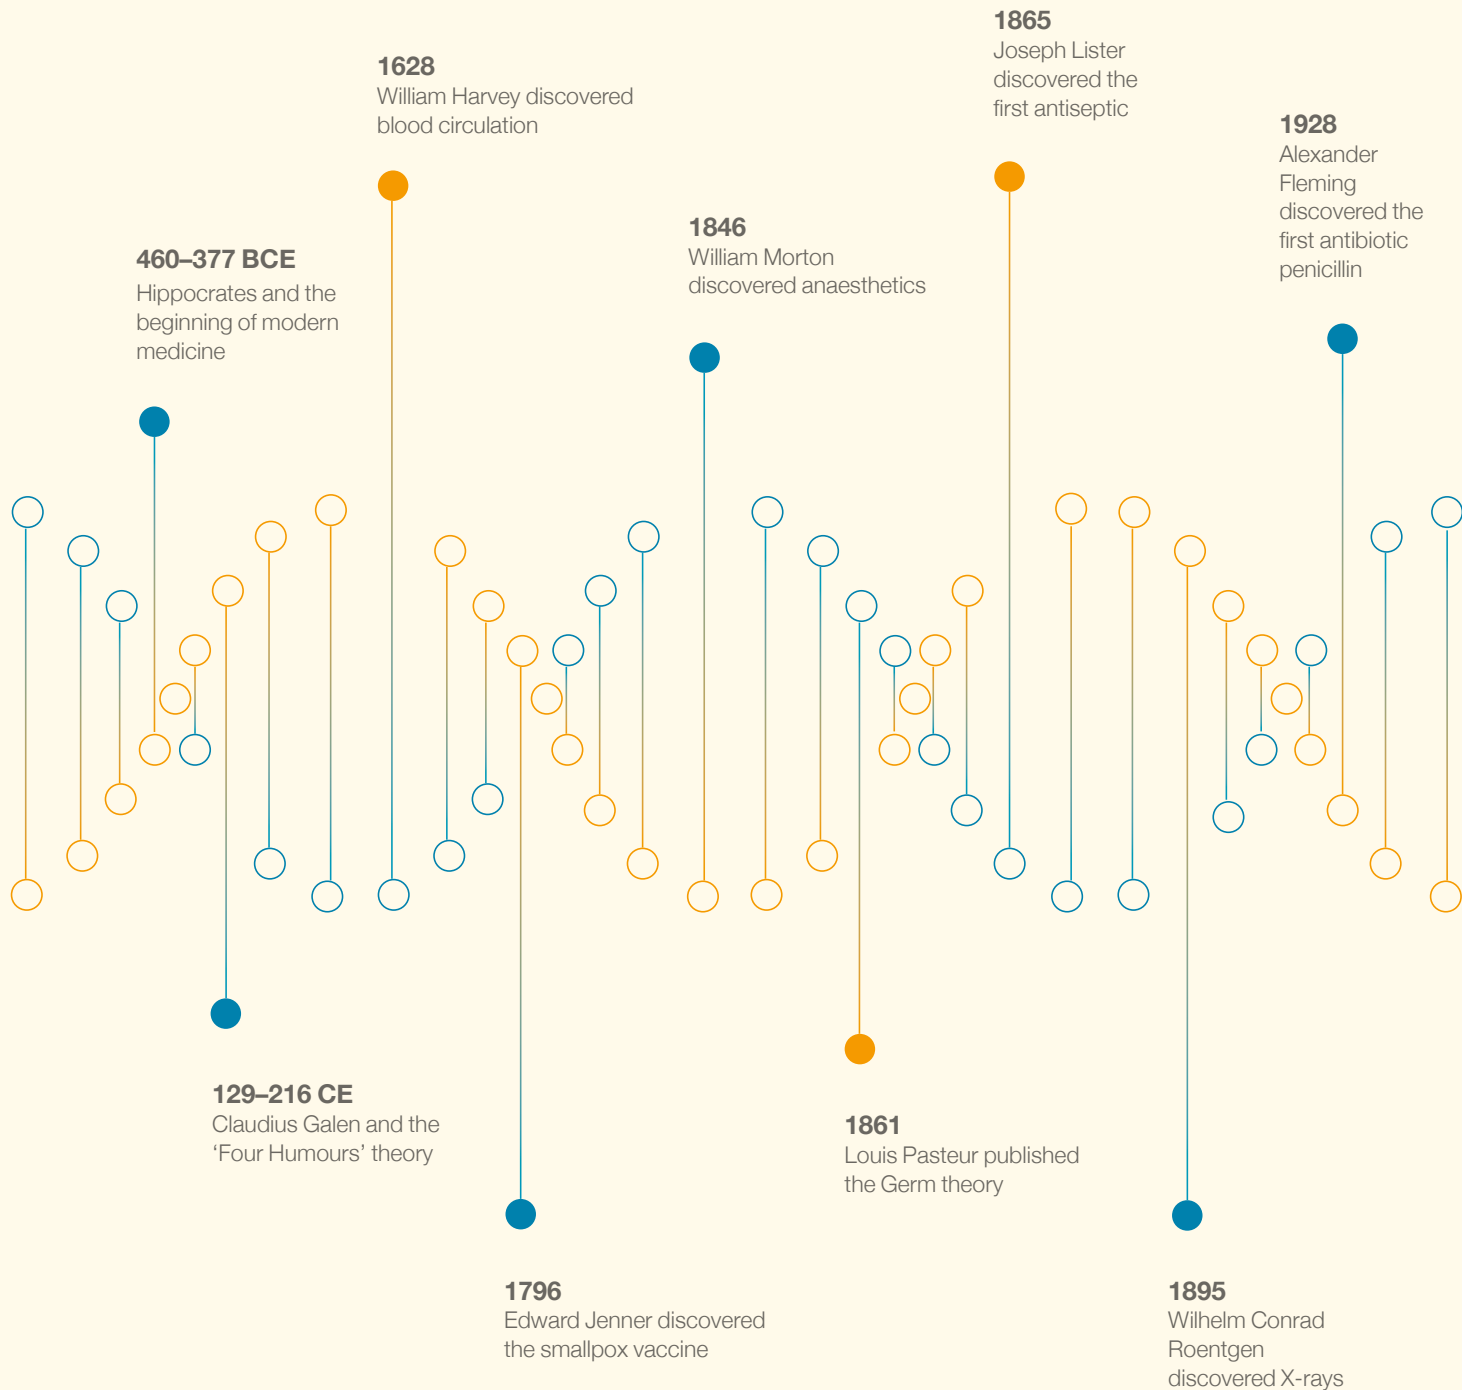 460–377 BCE
Hippocrates and the
beginning of modern
medicine
129–216 CE
Claudius Galen and the
‘Four Humours’ theory
1628
William Harvey discovered
blood circulation
1796
Edward Jenner discovered
the smallpox vaccine
1846
William Morton
discovered anaesthetics
1861
Louis Pasteur published
the Germ theory
1865
Joseph Lister
discovered the
first antiseptic
1895
Wilhelm Conrad
Roentgen
discovered X-rays
1928
Alexander
Fleming
discovered the
first antibiotic
penicillin